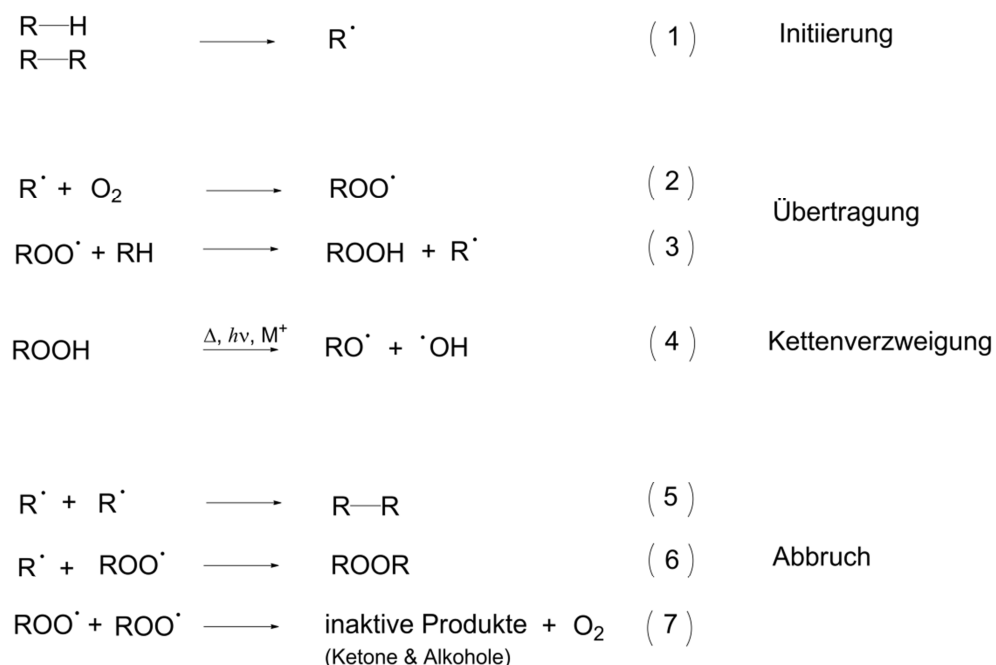 R—H
R—R → R˙ (1) Initiierung
R˙ + O₂ → ROO˙ (2)
Übertragung
ROO˙ + RH → ROOH + R˙ (3)
ROOH Δ, hν, M⁺ → RO˙ + ˙OH (4) Kettenverzweigung
R˙ + R˙ → R—R (5)
R˙ + ROO˙ → ROOR (6) Abbruch
ROO˙ + ROO˙ → inaktive Produkte + O₂ (7)
(Ketone & Alkohole)